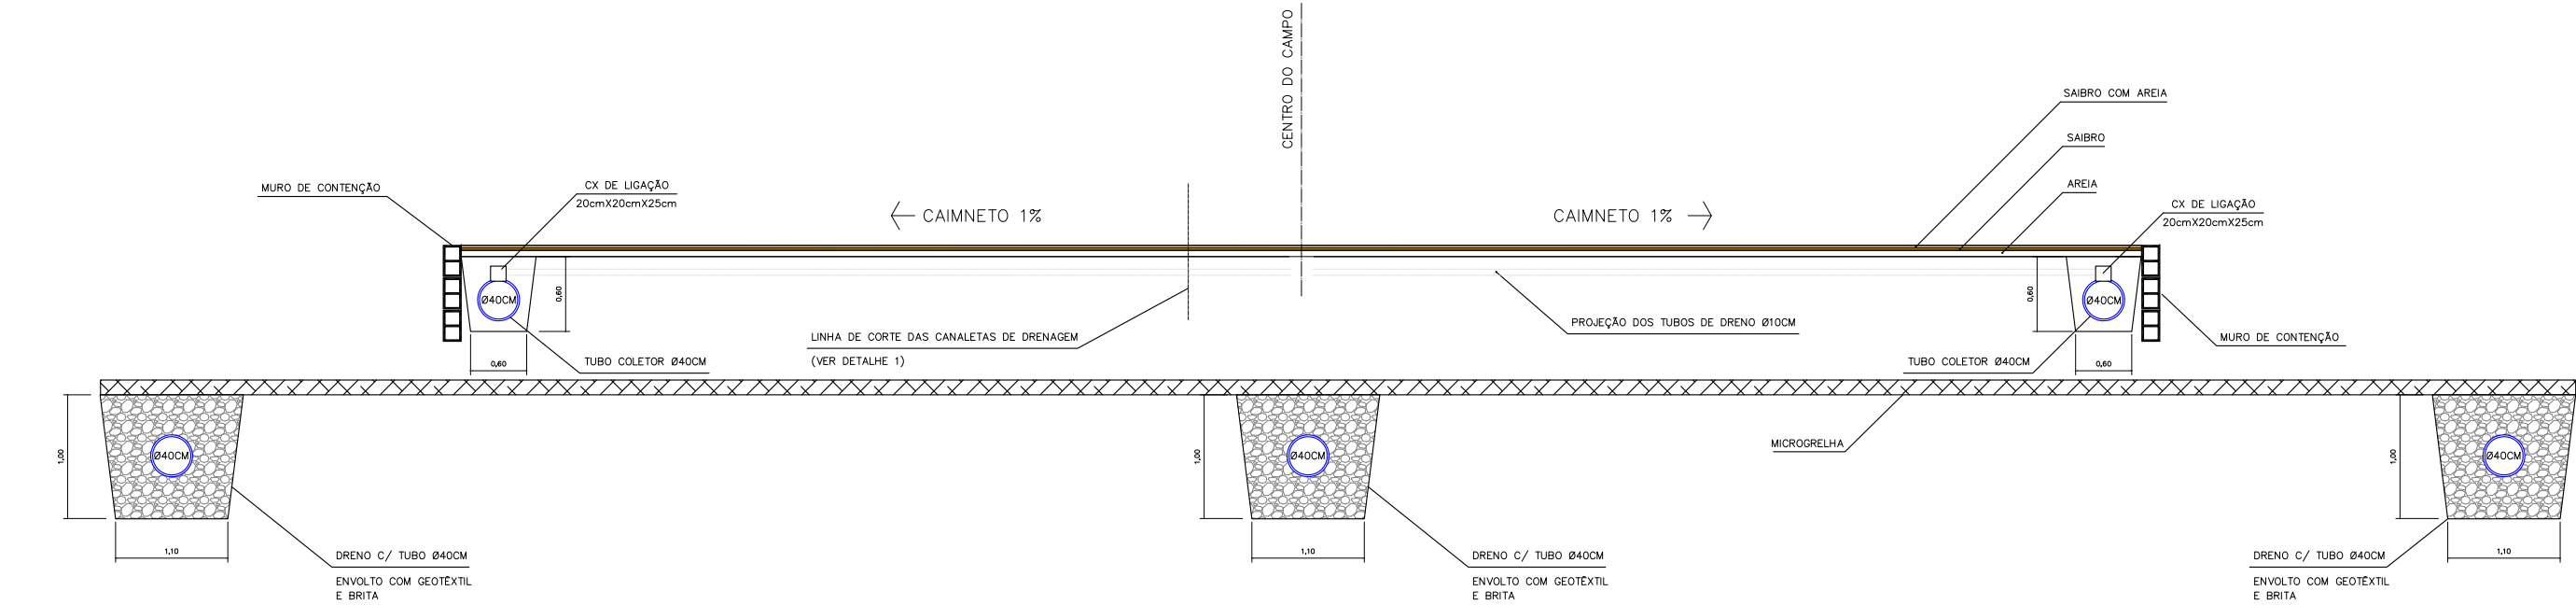 CENTRO DO CAMPO
SAIBRO COM AREIA
SAIBRO
AREIA
MURO DE CONTENÇÃO
CX DE LIGAÇÃO
20cmX20cmX25cm
CAIMNETO 1%
CAIMNETO 1%
CX DE LIGAÇÃO
20cmX20cmX25cm
Ø40CM
0,60
0,60
Ø40CM
LINHA DE CORTE DAS CANALETAS DE DRENAGEM
(VER DETALHE 1)
PROJEÇÃO DOS TUBOS DE DRENO Ø10CM
MURO DE CONTENÇÃO
0,60
TUBO COLETOR Ø40CM
TUBO COLETOR Ø40CM
0,60
MICROGRELHA
1,00
Ø40CM
1,00
Ø40CM
1,00
Ø40CM
1,10
1,10
1,10
DRENO C/ TUBO Ø40CM
ENVOLTO COM GEOTÊXTIL
E BRITA
DRENO C/ TUBO Ø40CM
ENVOLTO COM GEOTÊXTIL
E BRITA
DRENO C/ TUBO Ø40CM
ENVOLTO COM GEOTÊXTIL
E BRITA